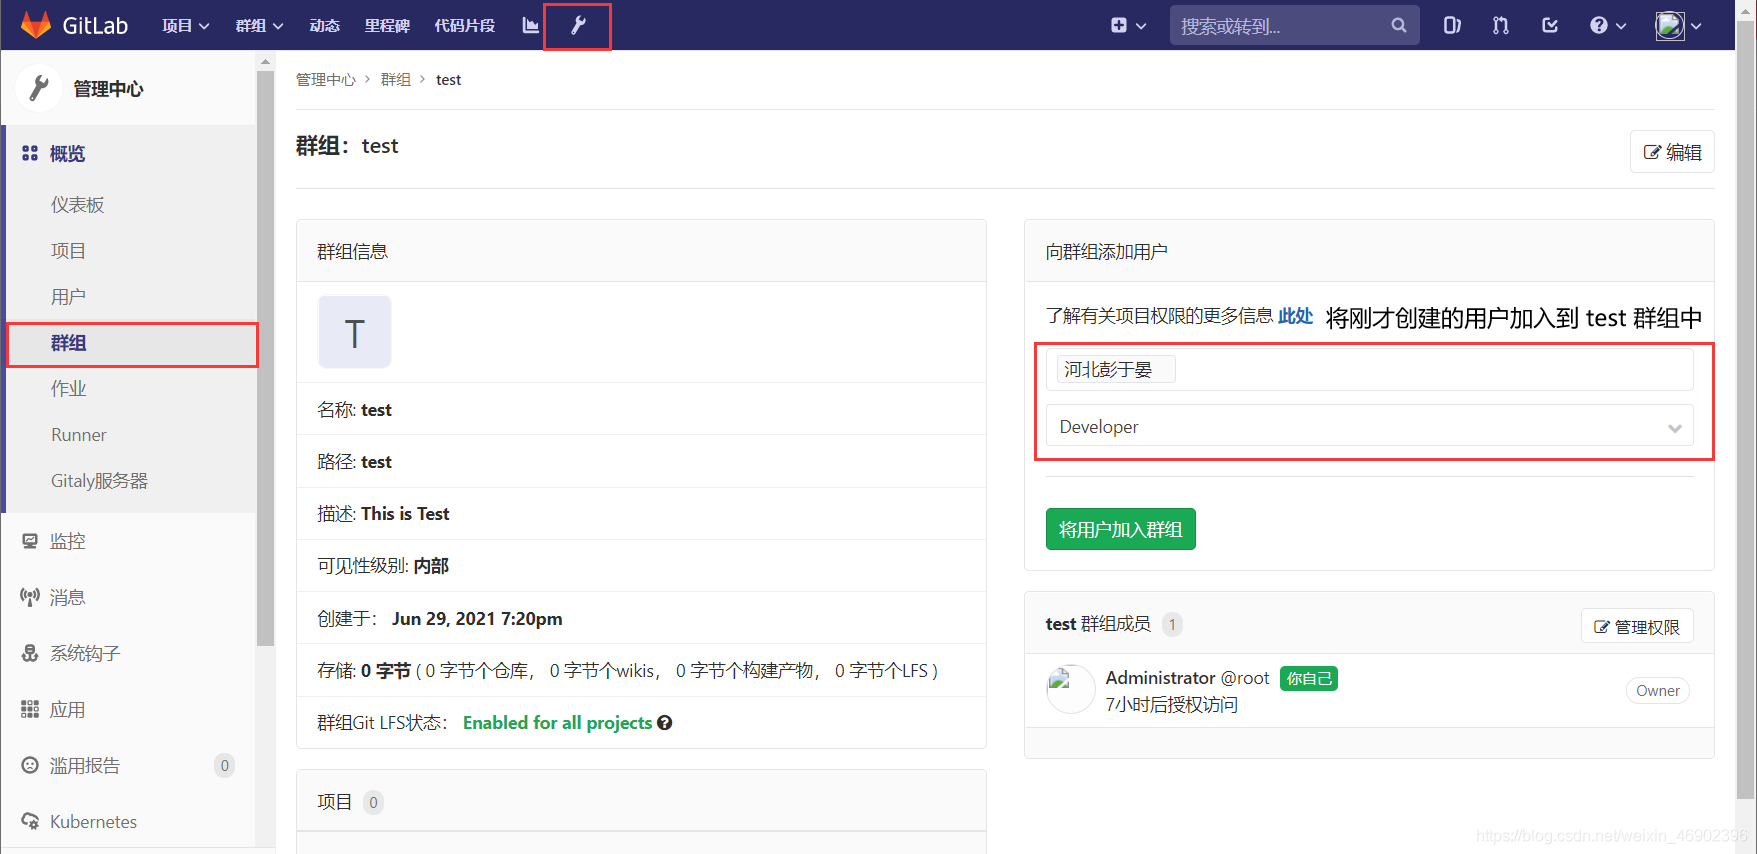 GitLab 项目 群组 动态 里程碑 代码片段 搜索或转到...
管理中心
概览
仪表板
项目
用户
群组
作业
Runner
Gitaly服务器
监控
消息
系统钩子
应用
滥用报告 0
Kubernetes
管理中心 > 群组 > test
群组：test
编辑
群组信息
T
名称: test
路径: test
描述: This is Test
可见性级别: 内部
创建于： Jun 29, 2021 7:20pm
存储: 0 字节 ( 0 字节个仓库， 0 字节个wikis， 0 字节个构建产物， 0 字节个LFS )
群组Git LFS状态： Enabled for all projects
项目 0
向群组添加用户
了解有关项目权限的更多信息 此处 将刚才创建的用户加入到 test 群组中
河北彭于晏
Developer
将用户加入群组
test 群组成员 1
管理权限
Administrator @root 你自己
7小时后授权访问
Owner
https://blog.csdn.net/weixin_46902396